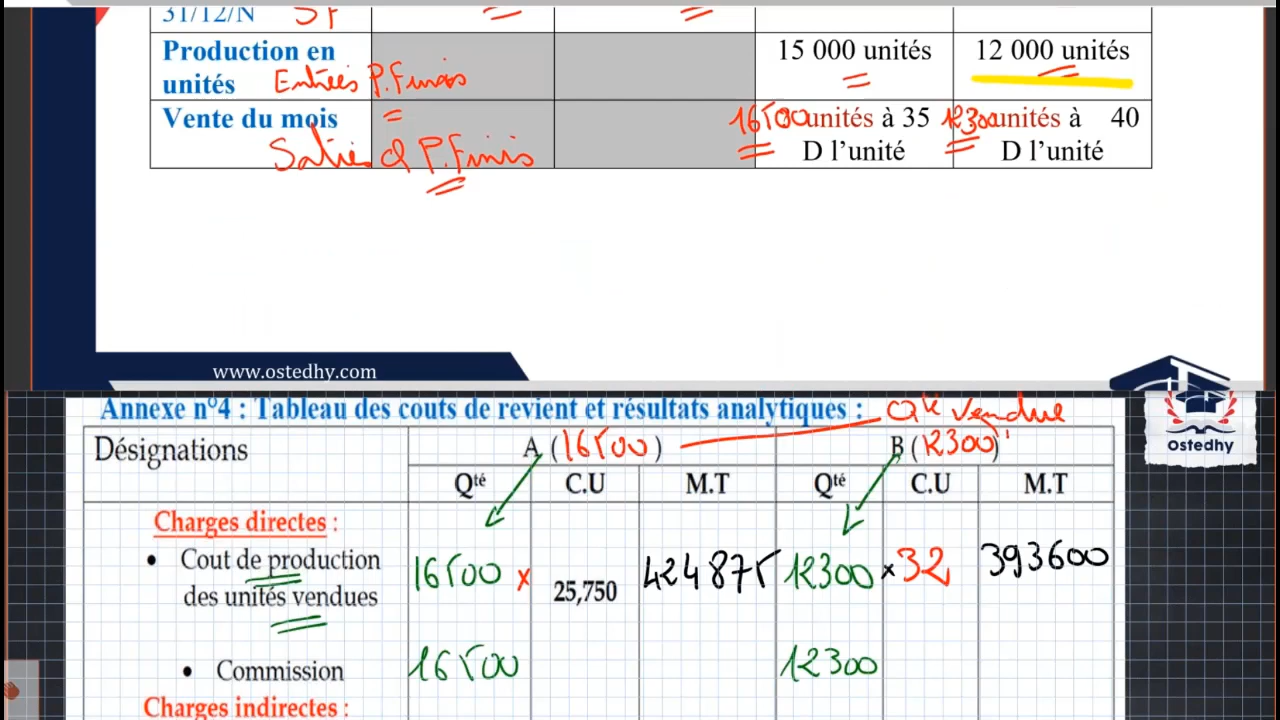 31/12/N SF
Production en 15 000 unités 12 000 unités
unités Entrées P.Finis
Vente du mois 16500 unités à 35 12300 unités à 40
Sorties d P.Finis D l’unité D l’unité
www.ostedhy.com
Annexe n°4 : Tableau des couts de revient et résultats analytiques : Qté vendue
Désignations A (16500) B (12300)
Qté C.U M.T Qté C.U M.T
Charges directes :
• Cout de production 16500 × 25,750 424875 12300 × 32 393600
des unités vendues
• Commission 16500 12300
Charges indirectes :
Ostedhy